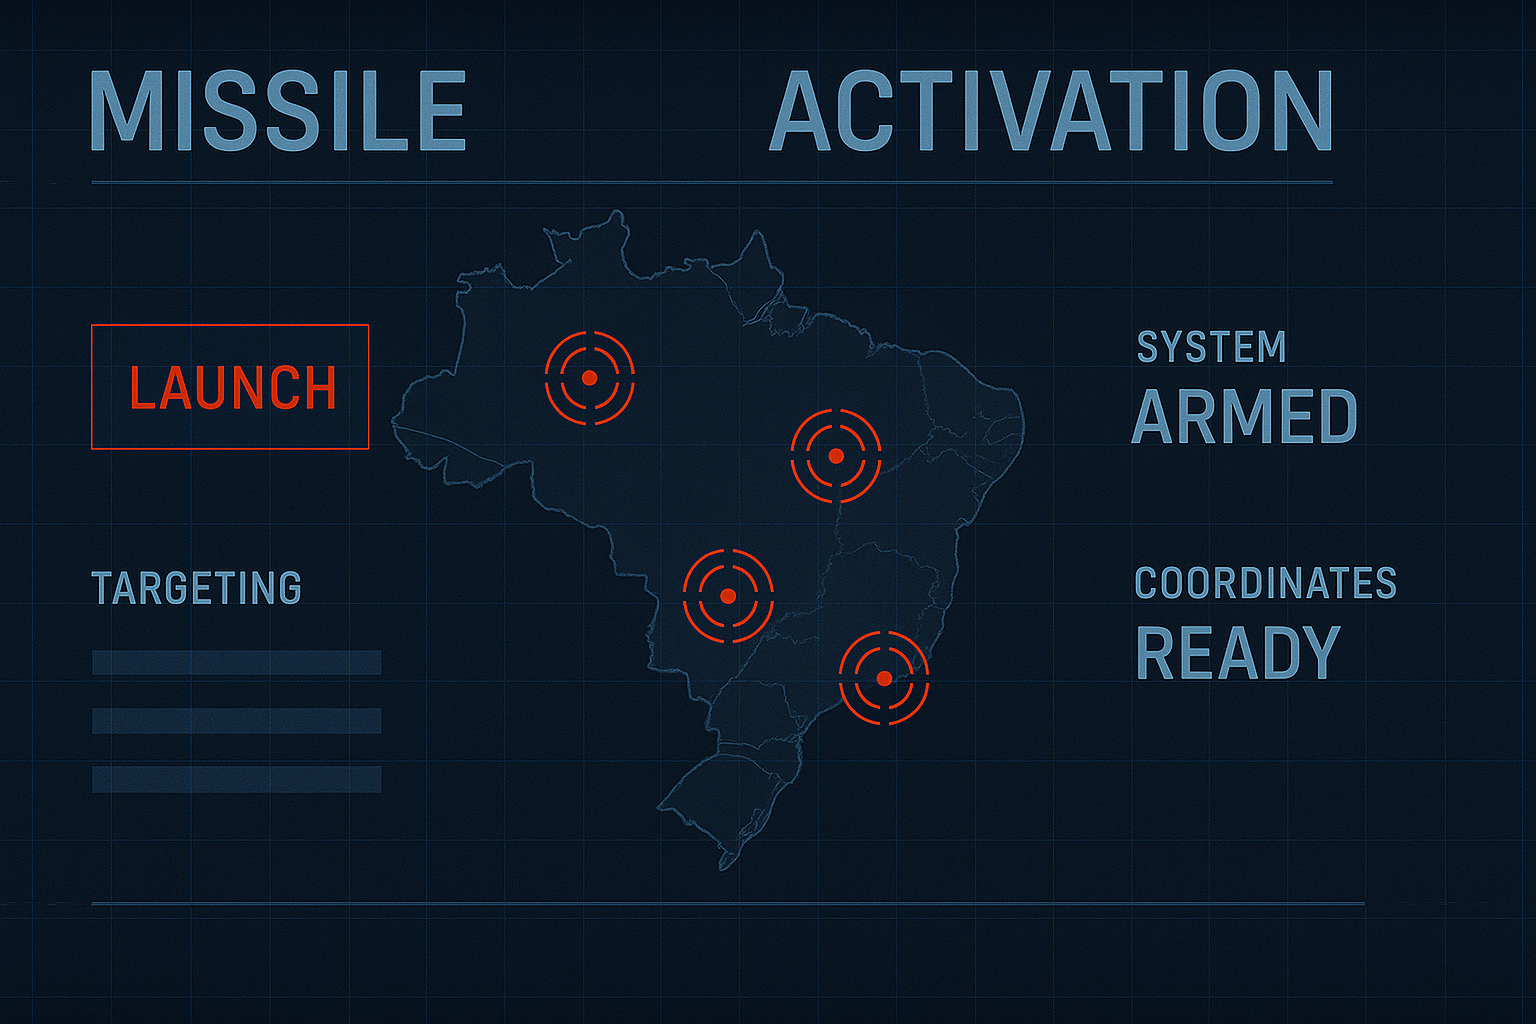 MISSILE ACTIVATION
LAUNCH
SYSTEM
ARMED
TARGETING
COORDINATES
READY